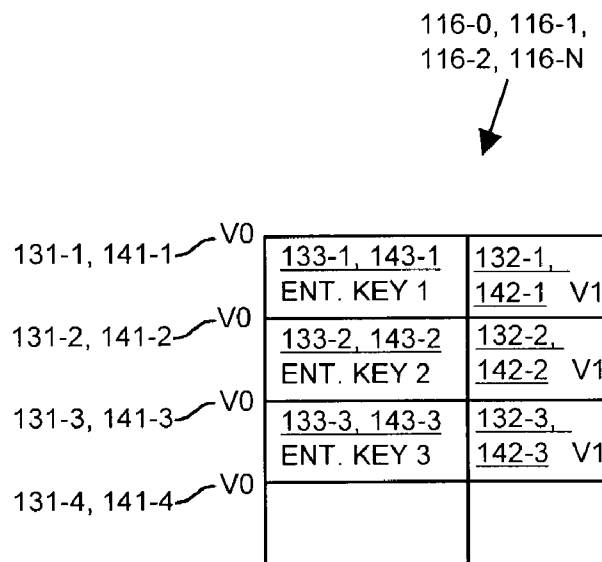 116-0, 116-1,
116-2, 116-N
V0
131-1, 141-1
133-1, 143-1
ENT. KEY 1
132-1,
142-1 V1
V0
131-2, 141-2
133-2, 143-2
ENT. KEY 2
132-2,
142-2 V1
V0
131-3, 141-3
133-3, 143-3
ENT. KEY 3
132-3,
142-3 V1
V0
131-4, 141-4